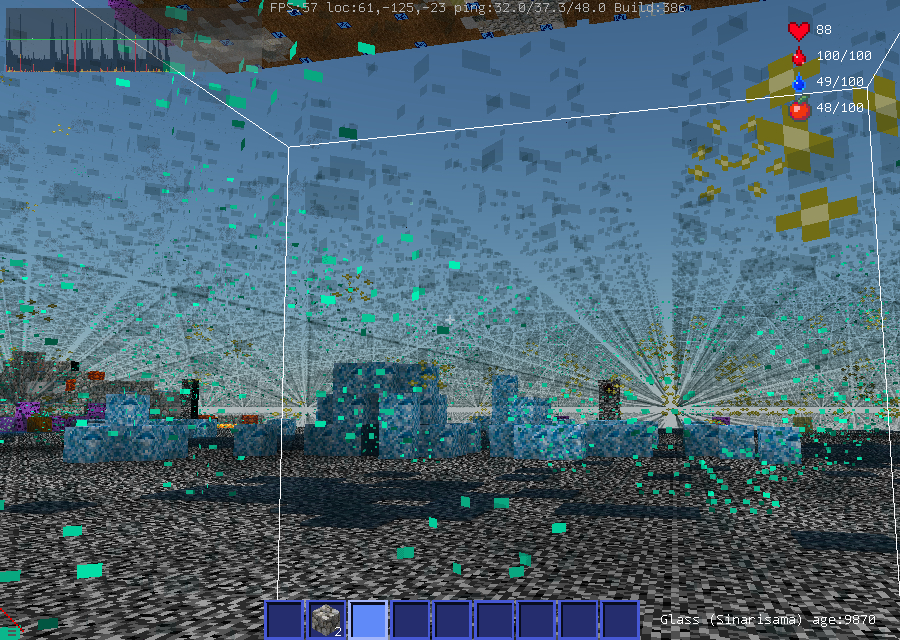 FPS:57 loc:61,-125,-23 ping:32.0/37.3/48.0 Build:386
88
100/100
49/100
48/100
2
Glass (Sinarisama) age:9870